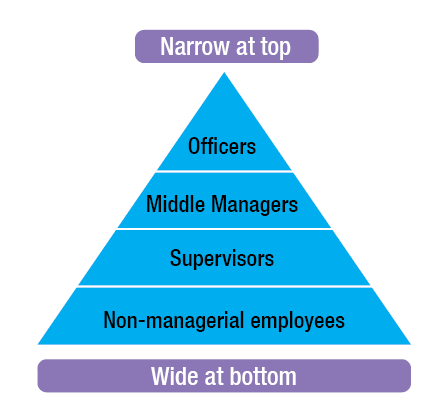 Narrow at top
Officers
Middle Managers
Supervisors
Non-managerial employees
Wide at bottom